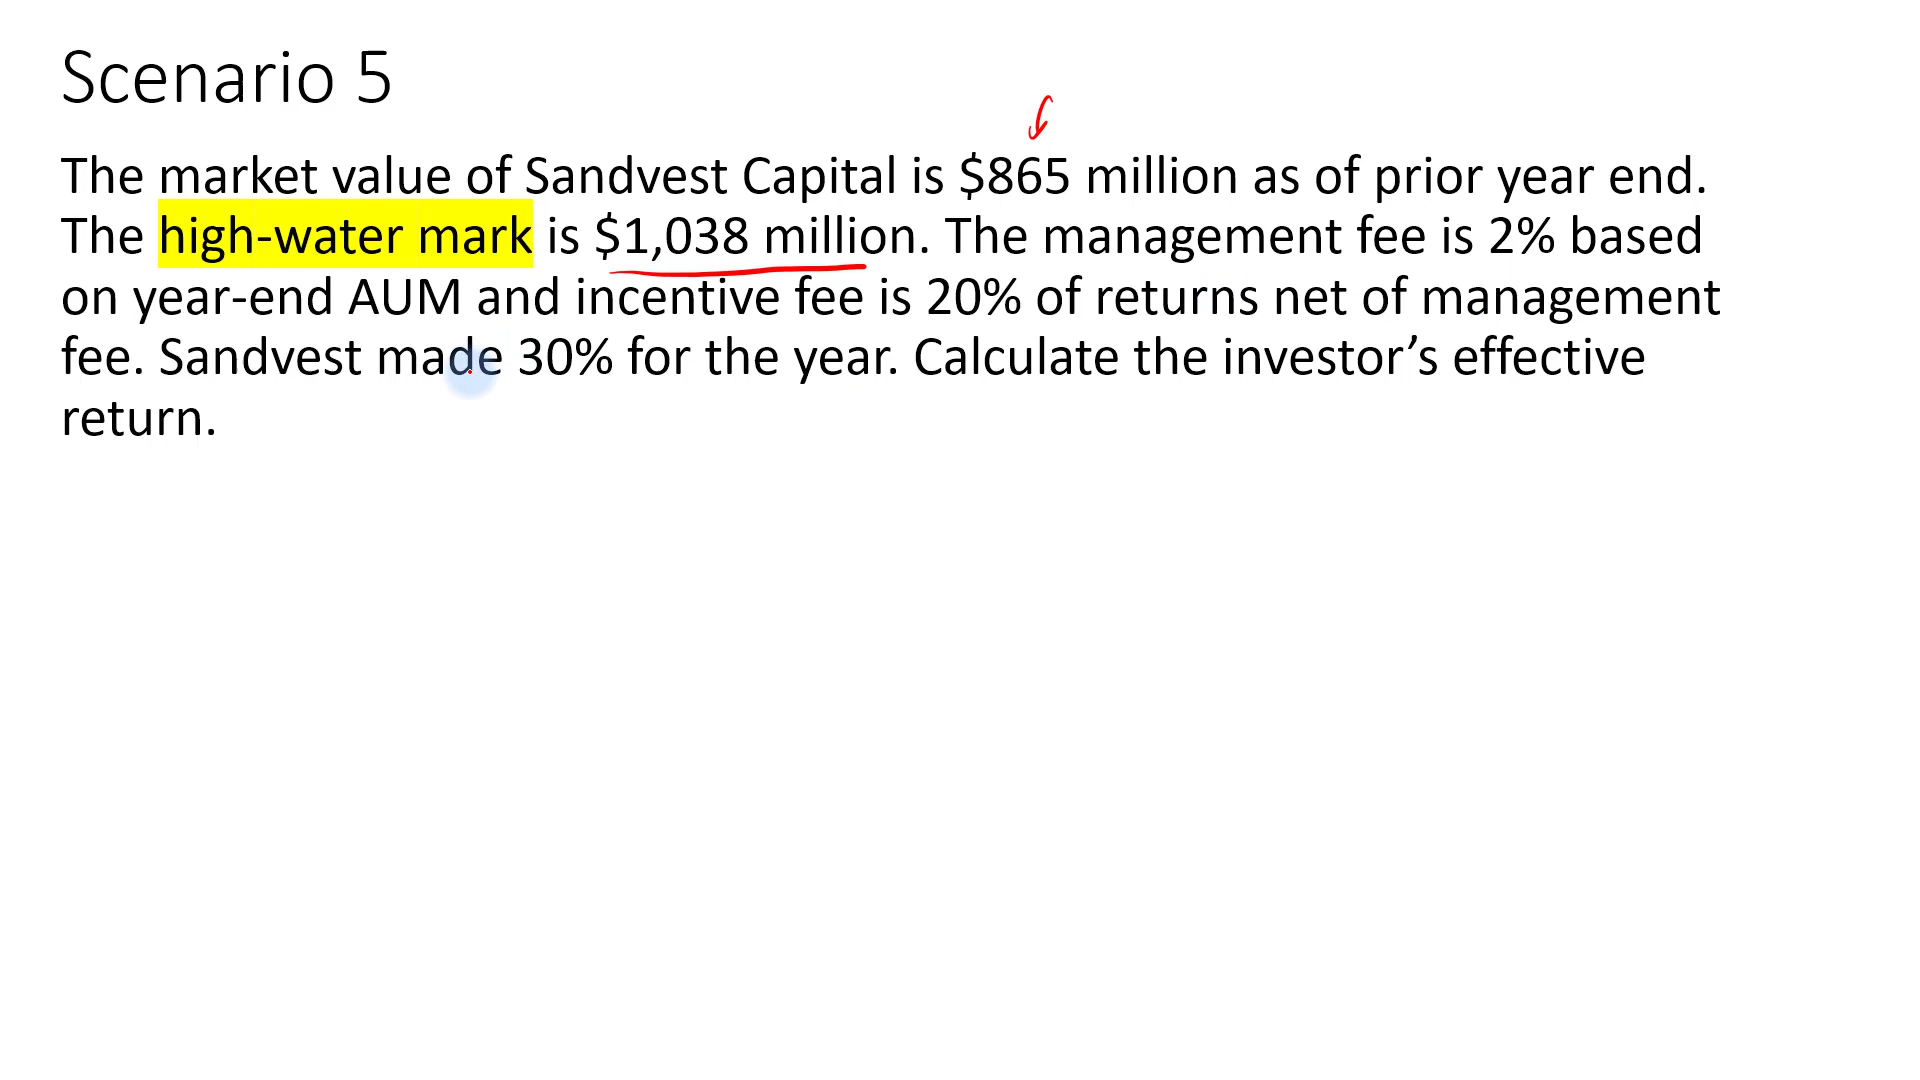 Scenario 5
The market value of Sandvest Capital is $865 million as of prior year end.
The high-water mark is $1,038 million. The management fee is 2% based
on year-end AUM and incentive fee is 20% of returns net of management
fee. Sandvest made 30% for the year. Calculate the investor’s effective
return.